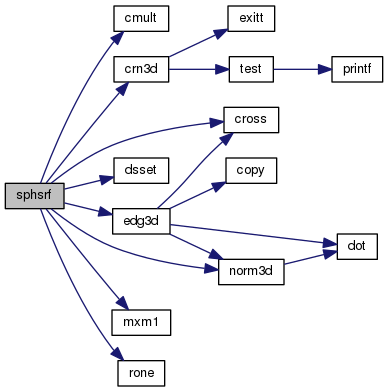 cmult
exitt
crn3d
test
printf
cross
dsset
copy
sphsrf
edg3d
dot
norm3d
mxm1
rone